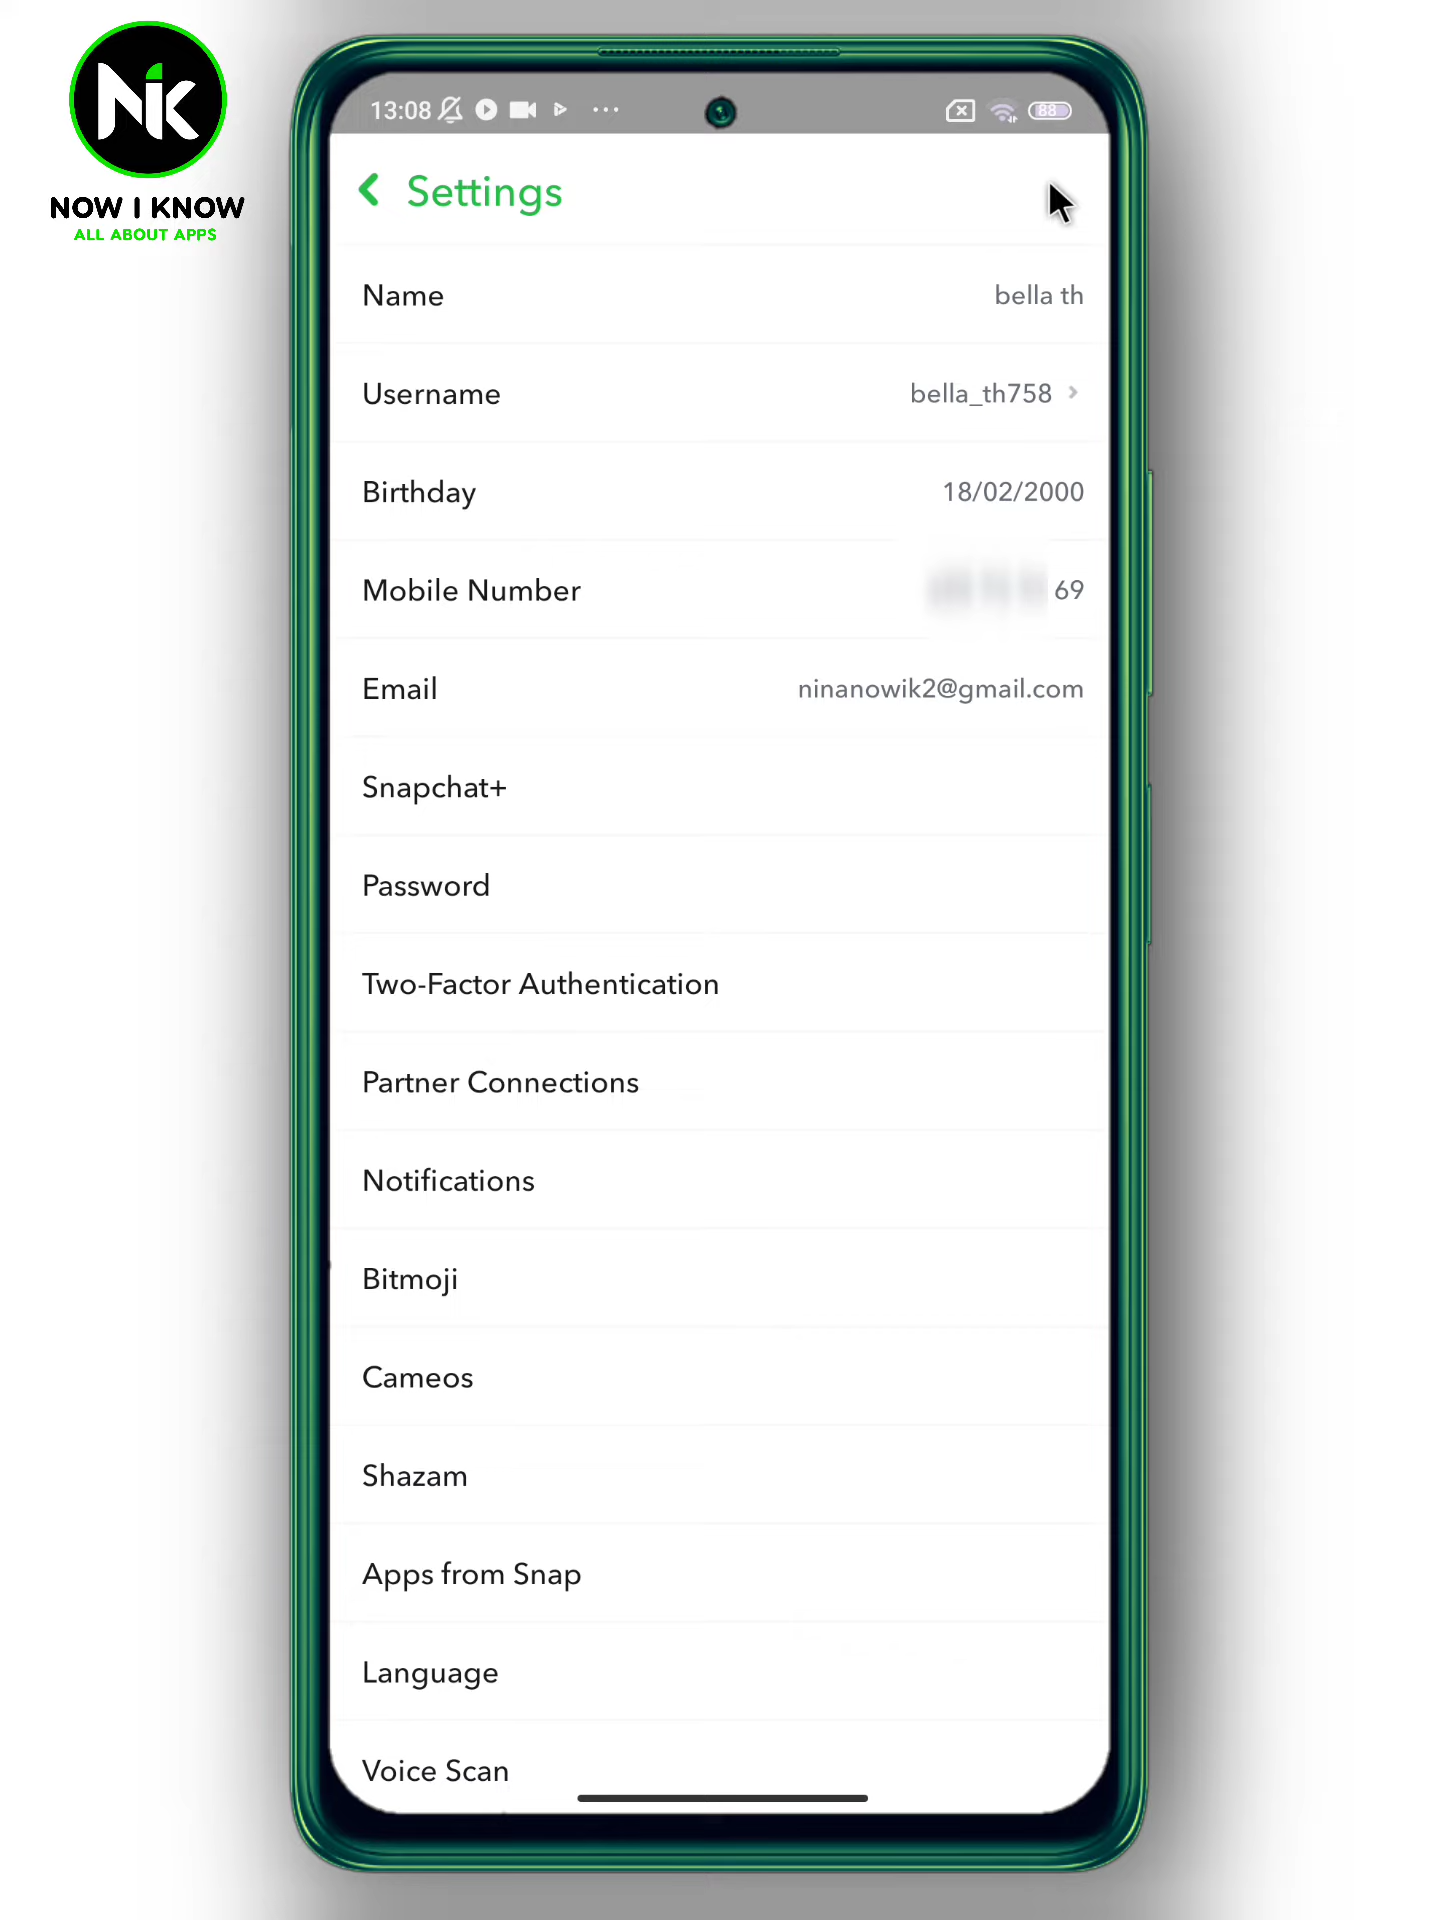 NiK
NOW I KNOW
ALL ABOUT APPS
13:08 ... 88
Settings
Name bella th
Username bella_th758
Birthday 18/02/2000
Mobile Number 69
Email ninanowik2@gmail.com
Snapchat+
Password
Two-Factor Authentication
Partner Connections
Notifications
Bitmoji
Cameos
Shazam
Apps from Snap
Language
Voice Scan